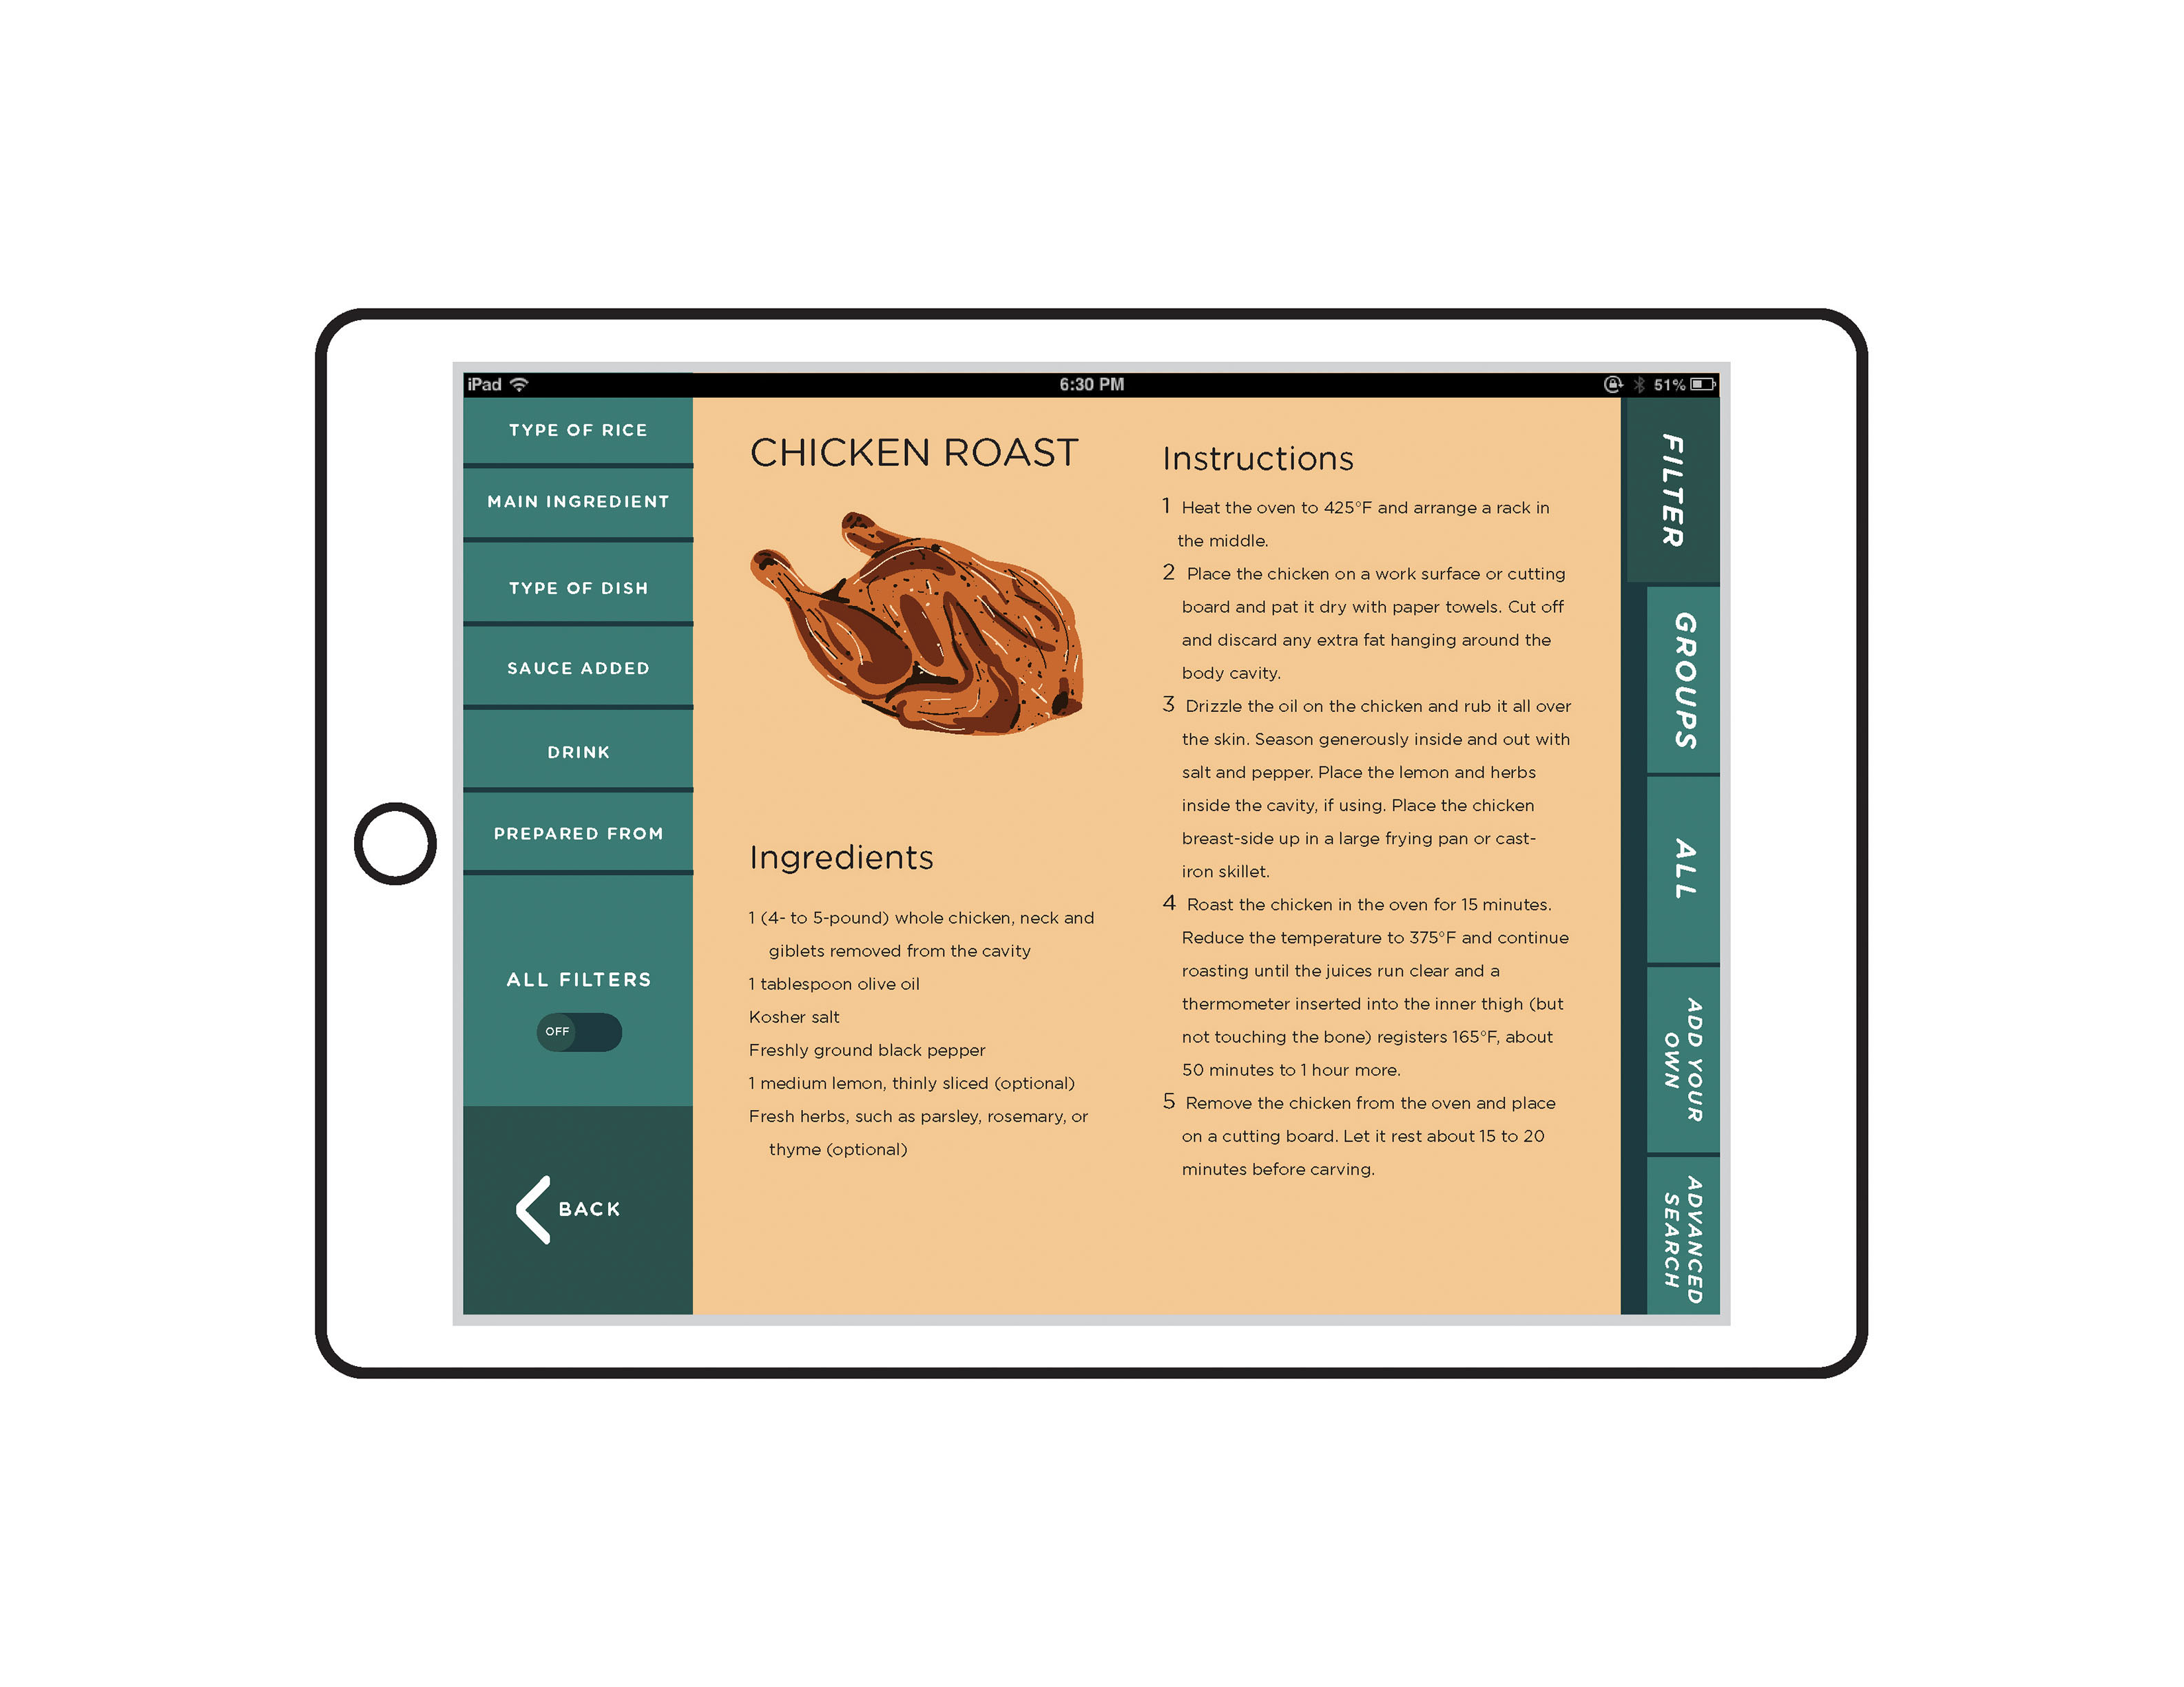 iPad 6:30 PM 51%
TYPE OF RICE
MAIN INGREDIENT
TYPE OF DISH
SAUCE ADDED
DRINK
PREPARED FROM
ALL FILTERS
OFF
BACK
CHICKEN ROAST
Ingredients
1 (4- to 5-pound) whole chicken, neck and
giblets removed from the cavity
1 tablespoon olive oil
Kosher salt
Freshly ground black pepper
1 medium lemon, thinly sliced (optional)
Fresh herbs, such as parsley, rosemary, or
thyme (optional)
Instructions
1 Heat the oven to 425°F and arrange a rack in
the middle.
2 Place the chicken on a work surface or cutting
board and pat it dry with paper towels. Cut off
and discard any extra fat hanging around the
body cavity.
3 Drizzle the oil on the chicken and rub it all over
the skin. Season generously inside and out with
salt and pepper. Place the lemon and herbs
inside the cavity, if using. Place the chicken
breast-side up in a large frying pan or cast-
iron skillet.
4 Roast the chicken in the oven for 15 minutes.
Reduce the temperature to 375°F and continue
roasting until the juices run clear and a
thermometer inserted into the inner thigh (but
not touching the bone) registers 165°F, about
50 minutes to 1 hour more.
5 Remove the chicken from the oven and place
on a cutting board. Let it rest about 15 to 20
minutes before carving.
FILTER
GROUPS
ALL
ADD YOUR
OWN
ADVANCED
SEARCH